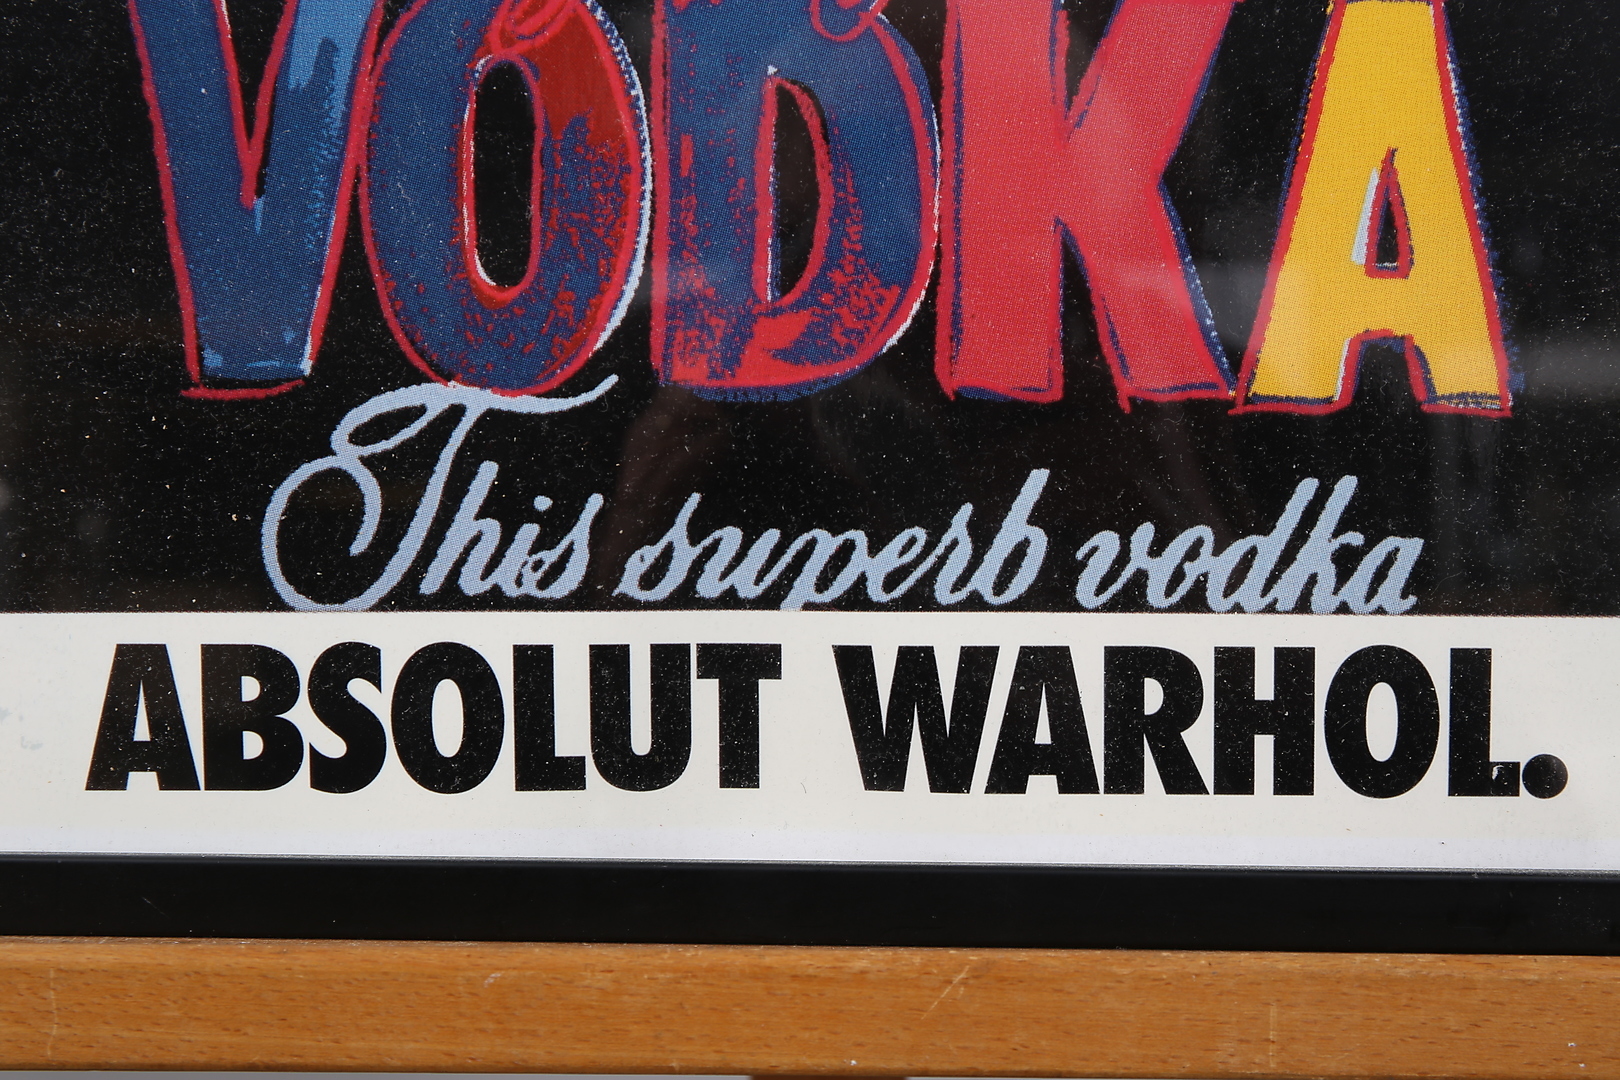 VODKA
This superb vodka
ABSOLUT WARHOL.